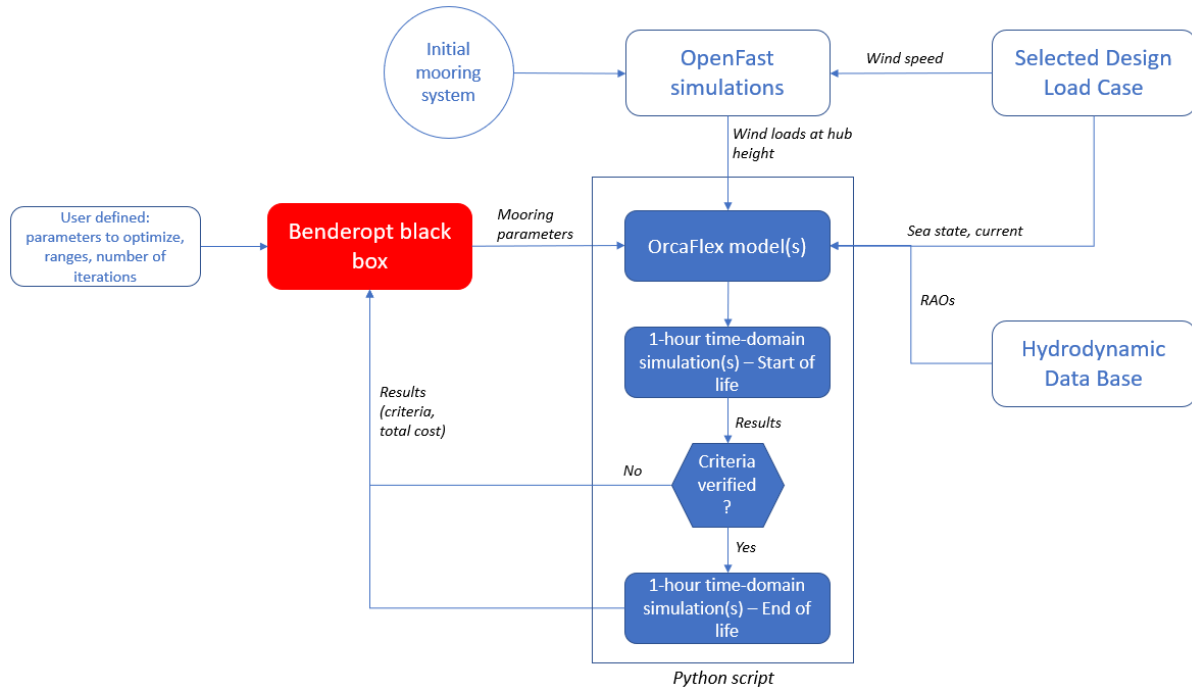 Initial
mooring
system
OpenFast
simulations
Wind speed
Selected Design
Load Case
Wind loads at hub
height
User defined:
parameters to optimize,
ranges, number of
iterations
Benderopt black
box
Mooring
parameters
OrcaFlex model(s)
Sea state, current
RAOs
Hydrodynamic
Data Base
1-hour time-domain
simulation(s) – Start of
life
Results
(criteria,
total cost)
Results
Criteria
verified
?
No
Yes
1-hour time-domain
simulation(s) – End of
life
Python script